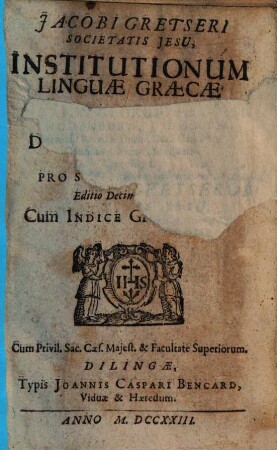 JACOBI GRETSERI
SOCIETATIS JESU,
INSTITUTIONUM
LINGUÆ GRÆCÆ
D
PRO S
Editio Decim
Cum INDICE G
IHS
Cum Privil. Sac. Cæs. Majest. & Facultate Superiorum.
DILINGÆ,
Typis JOANNIS CASPARI BENCARD,
Viduæ & Hæredum.
ANNO M. DCCXXIII.